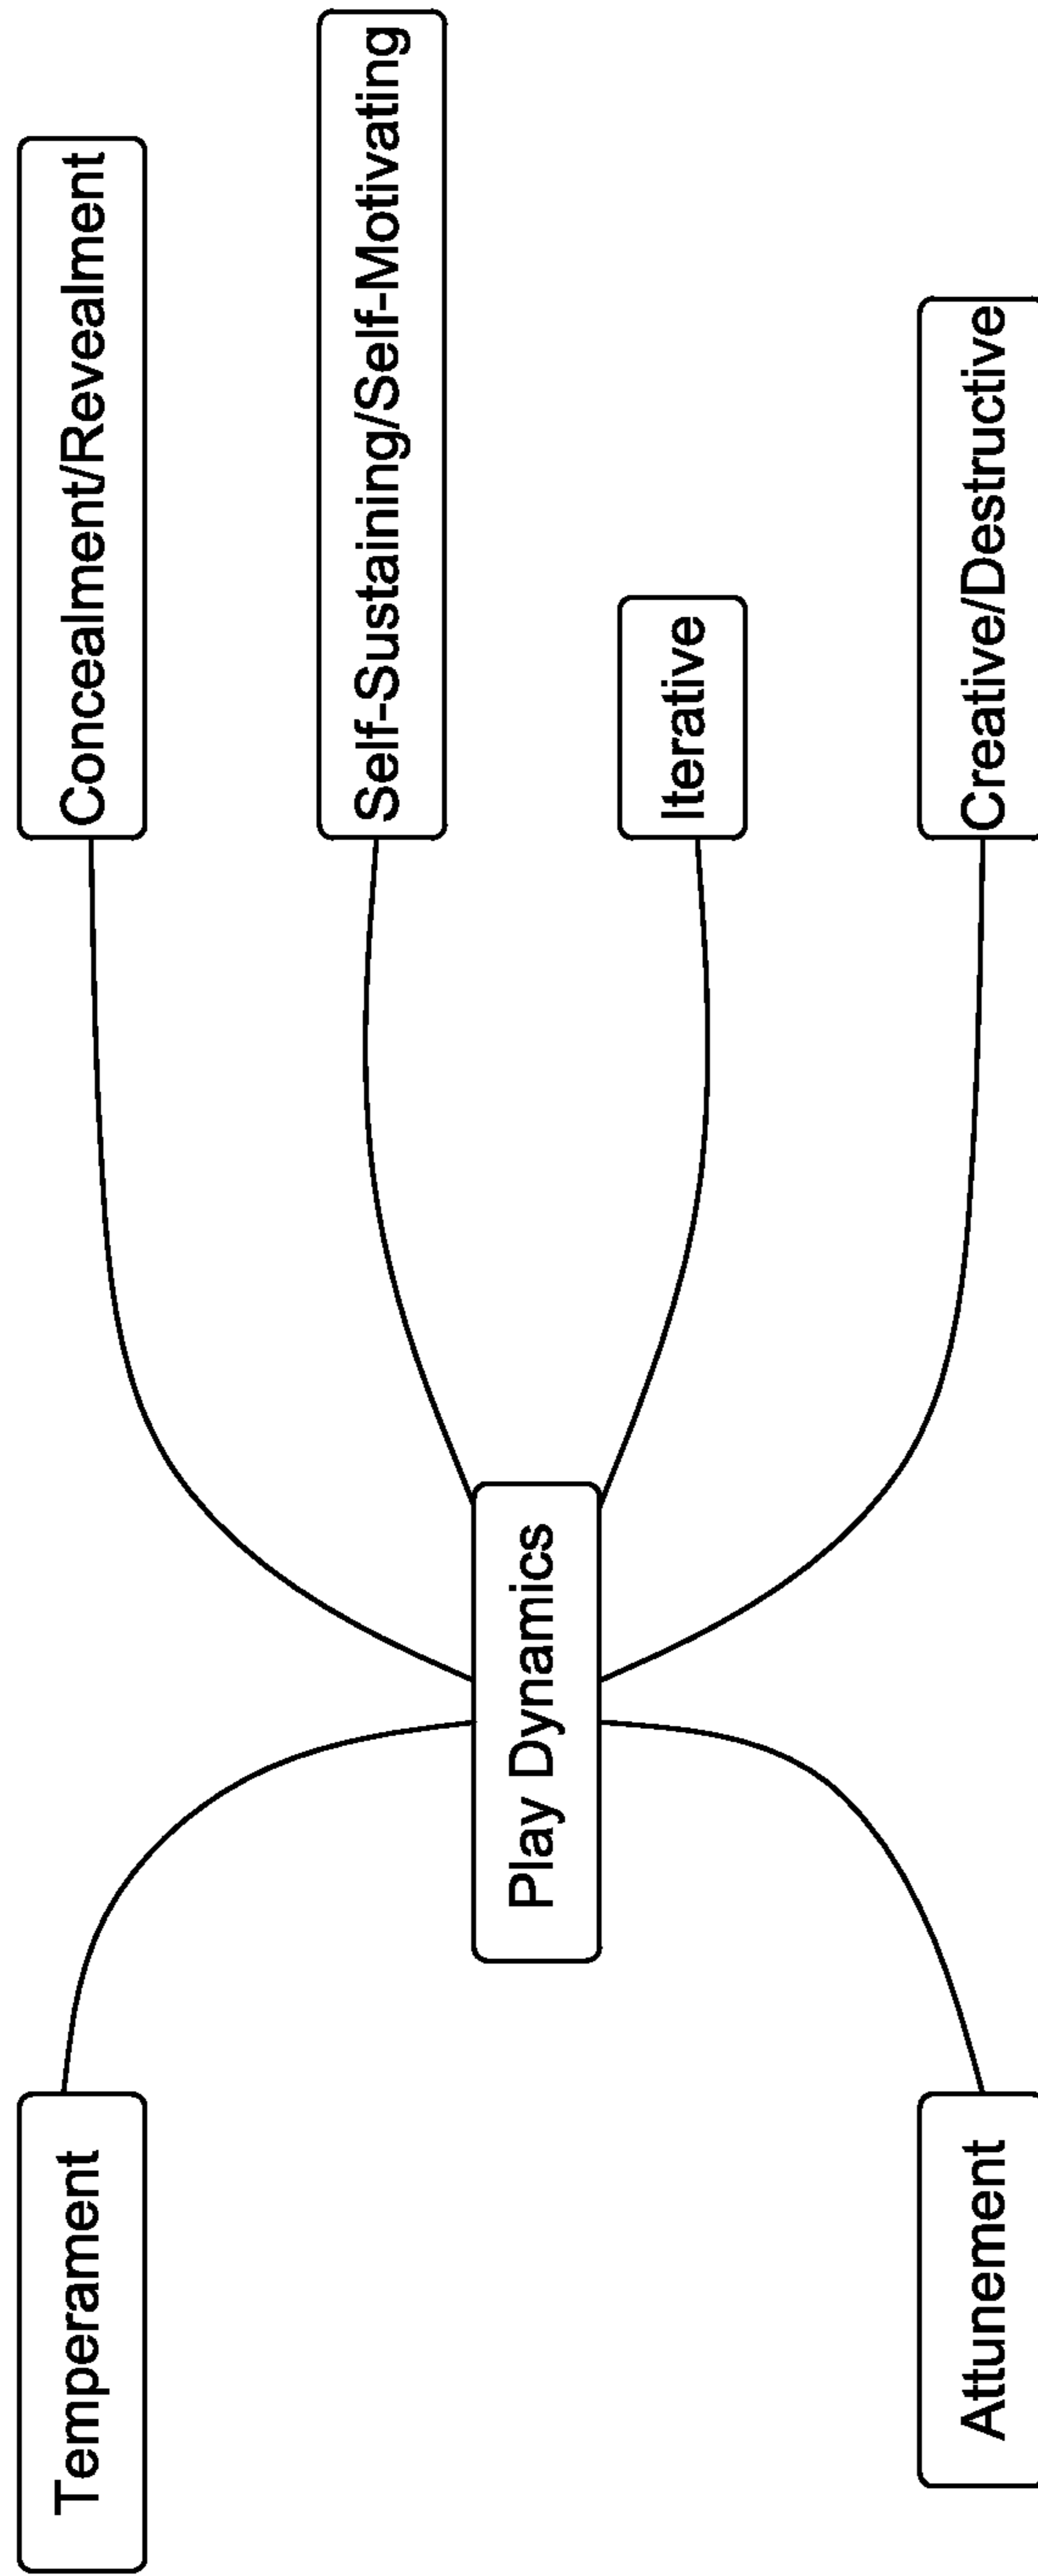 Temperament
Concealment/Revealment
Self-Sustaining/Self-Motivating
Play Dynamics
Iterative
Attunement
Creative/Destructive